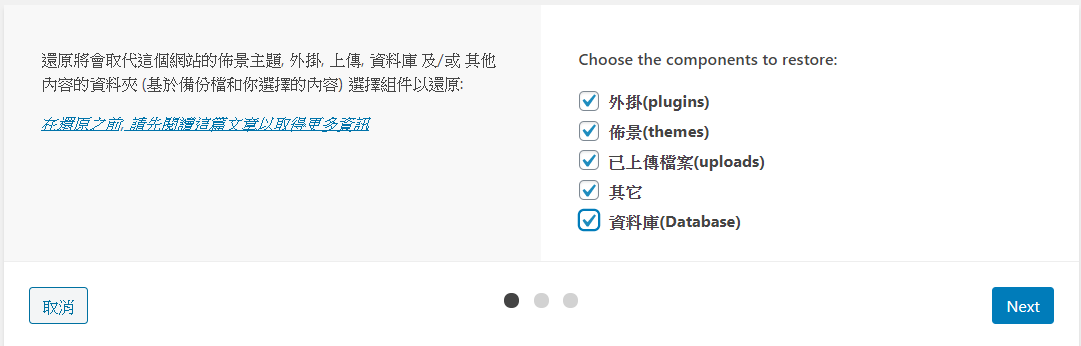 還原將會取代這個網站的佈景主題, 外掛, 上傳, 資料庫 及/或 其他
內容的資料夾 (基於備份檔和你選擇的內容) 選擇組件以還原:
在還原之前, 請先閱讀這篇文章以取得更多資訊
Choose the components to restore:
外掛(plugins)
佈景(themes)
已上傳檔案(uploads)
其它
資料庫(Database)
取消
Next